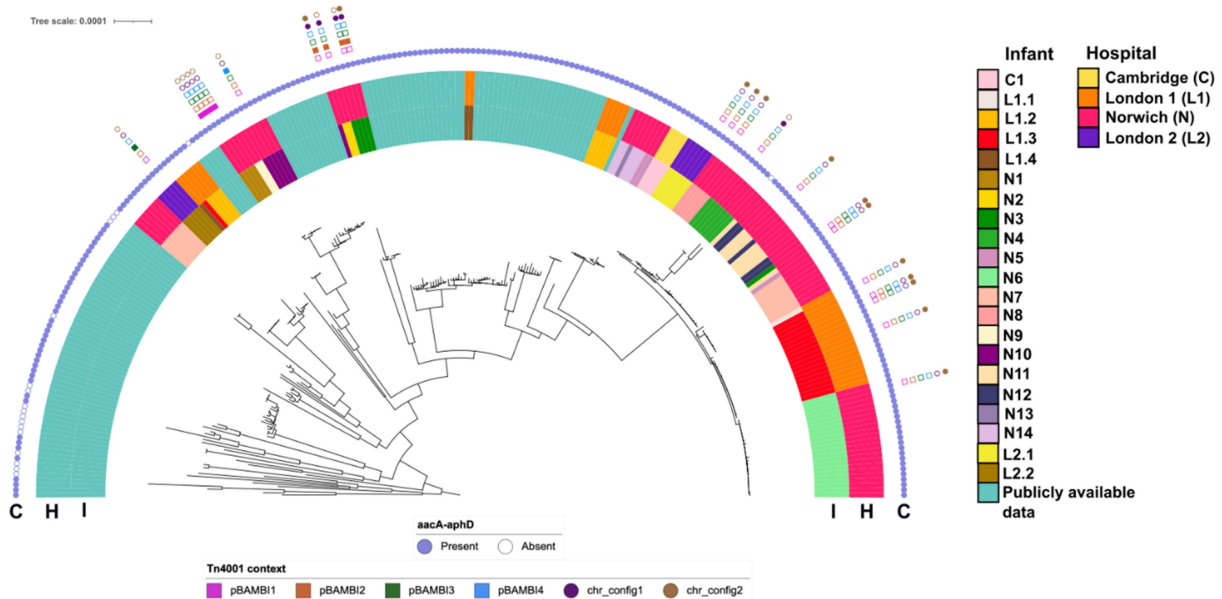 Tree scale: 0.0001
Infant
C1
L1.1
L1.2
L1.3
L1.4
N1
N2
N3
N4
N5
N6
N7
N8
N9
N10
N11
N12
N13
N14
L2.1
L2.2
Publicly available
data
Hospital
Cambridge (C)
London 1 (L1)
Norwich (N)
London 2 (L2)
C H I
I H C
aacA-aphD
Present Absent
Tn4001 context
pBAMBI1 pBAMBI2 pBAMBI3 pBAMBI4 chr_config1 chr_config2